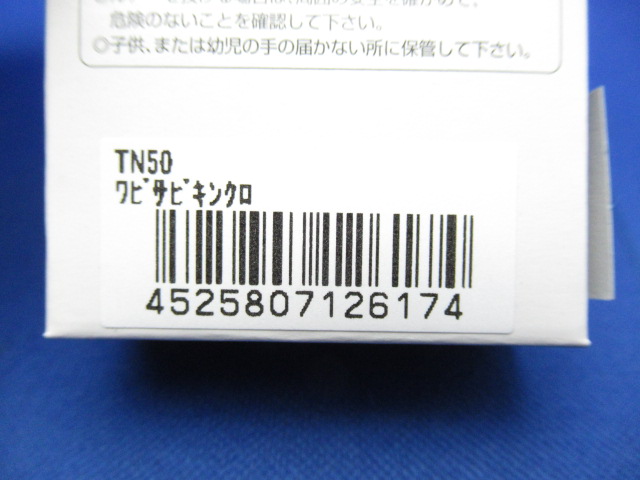 危険のないことを確認して下さい。
◎子供、または幼児の手の届かない所に保管して下さい。
TN50
ﾜﾋﾞｻﾋﾞｷﾝｸﾛ
4525807126174